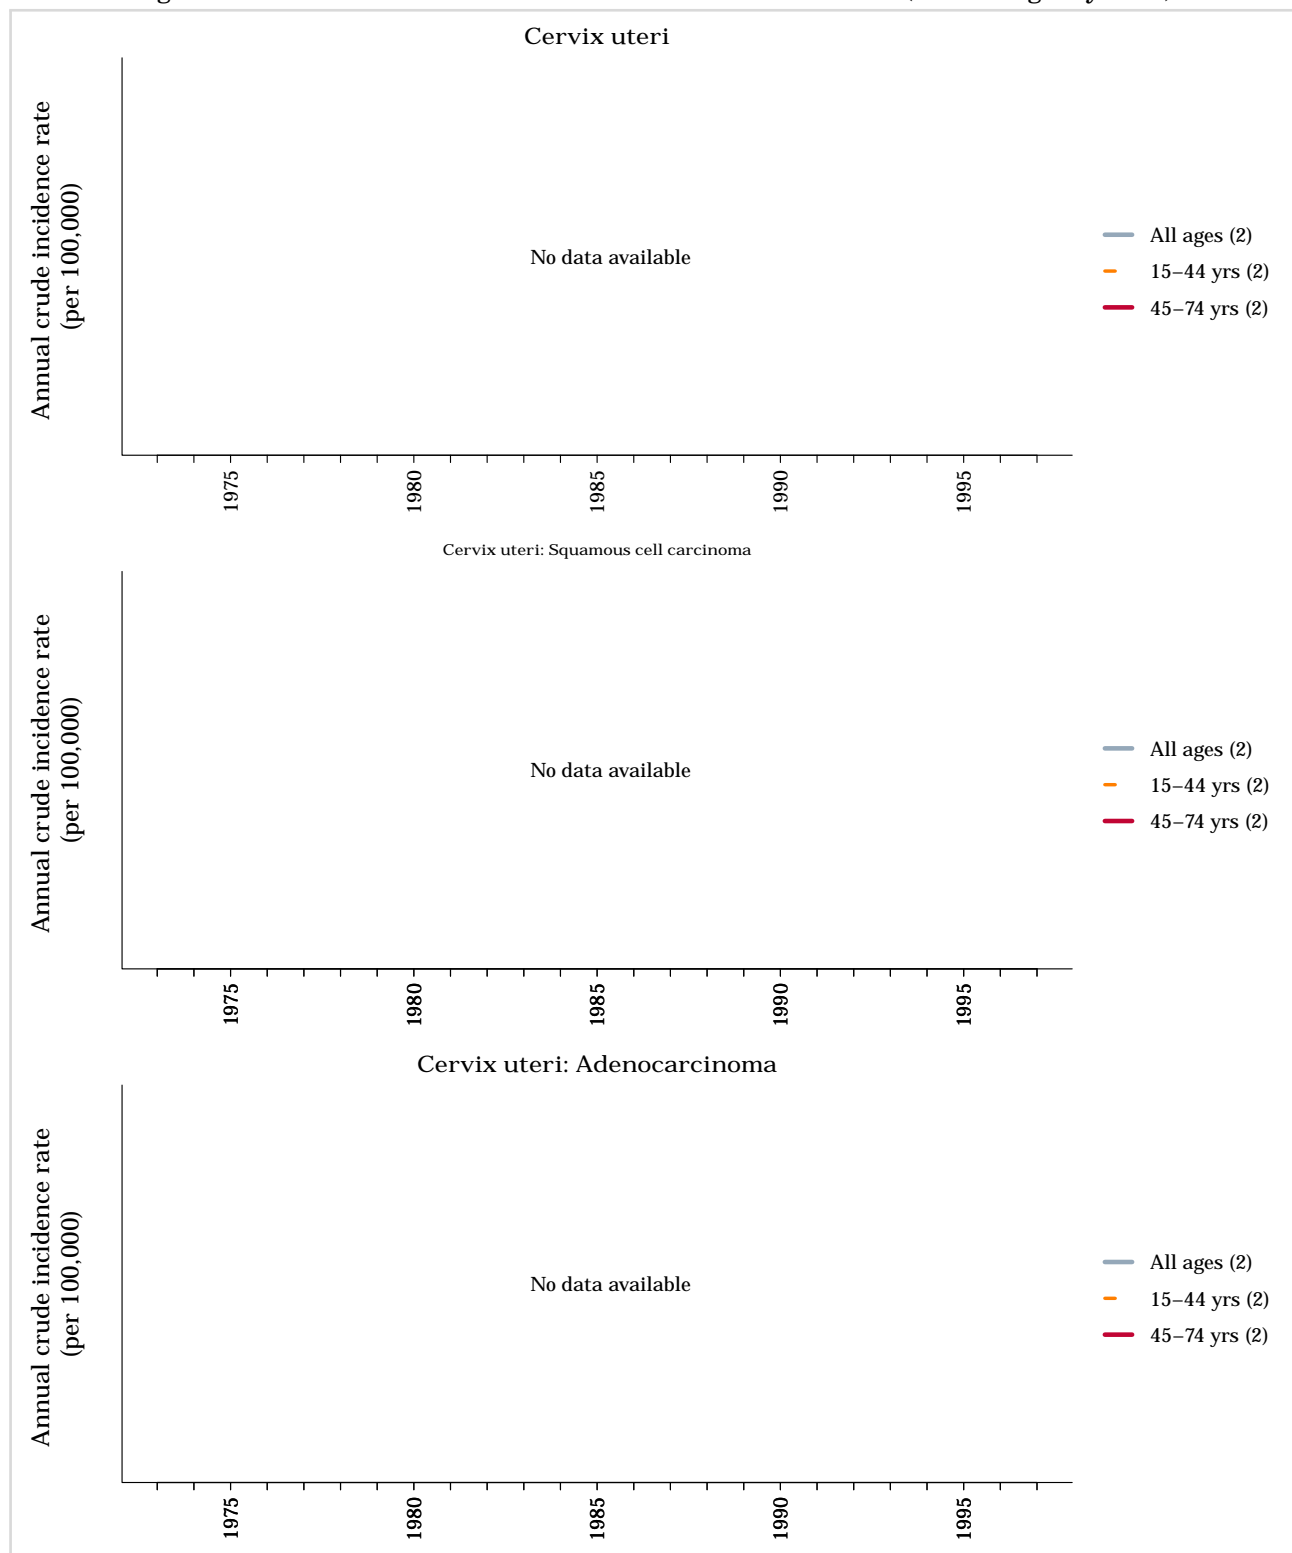 Cervix uteri
Annual crude incidence rate
(per 100,000)
No data available
All ages (2)
15–44 yrs (2)
45–74 yrs (2)
1975
1980
1985
1990
1995
Cervix uteri: Squamous cell carcinoma
Annual crude incidence rate
(per 100,000)
No data available
All ages (2)
15–44 yrs (2)
45–74 yrs (2)
1975
1980
1985
1990
1995
Cervix uteri: Adenocarcinoma
Annual crude incidence rate
(per 100,000)
No data available
All ages (2)
15–44 yrs (2)
45–74 yrs (2)
1975
1980
1985
1990
1995